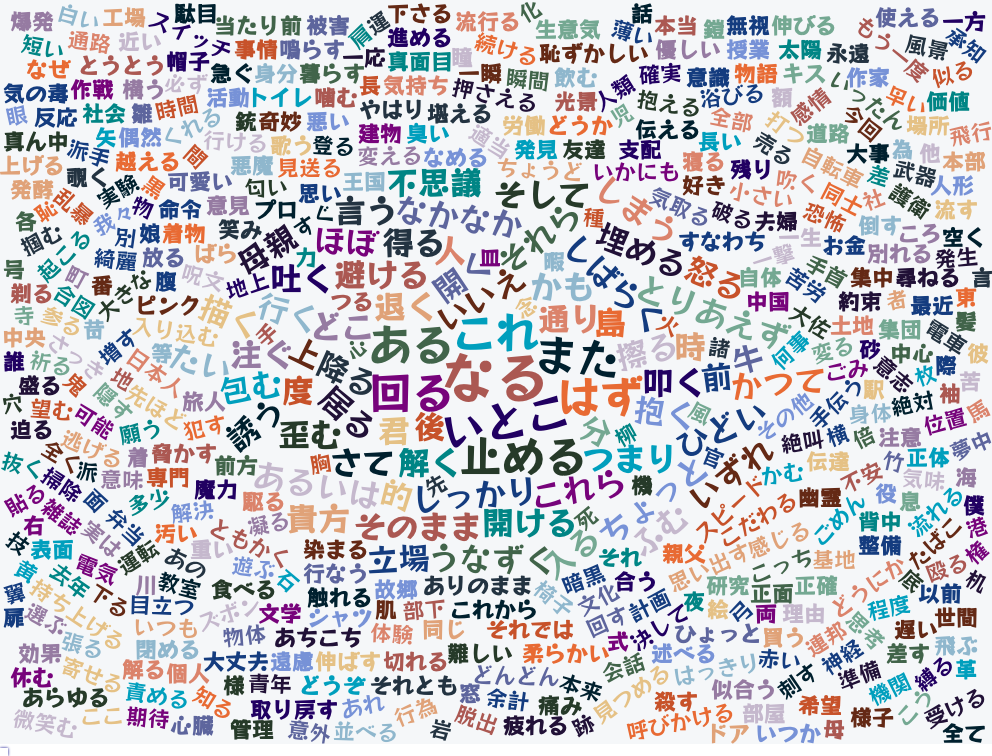 爆発 白い 工場 スイッチ 駄目 当たり前 被害 肩 運 下さる 流行る 化 生意気 薄い 話 本当 鎧 無視 伸びる もう一度 使える 一方
短い 通路 近い 帽子 事情 鳴らす 一応 進める 真面目 瞳 続ける 恥ずかしい 優しい 授業 太陽 永遠 風景 承知
なぜ とうとう 急ぐ 身分 暮らす 長 気持ち 一瞬 瞬間 飲む 人類 確実 意識 物語 キス いったん 作家 似る
気の毒 作戦 構う 必ず 活動 トイレ 噛む 押さえる 光景 児 抱える 浴びる 額 感情 今回 早い 価値
眼 反応 社会 雛 時間 くれる 銃 奇妙 悪い やはり 堪える 適当 労働 どうか 伝える 全部 打つ 道路 場所 飛行
真ん中 矢 偶然 行ける 歌う 登る 建物 臭い 発見 友達 支配 長い 売る 自転車 大事 為 他 本部
上げる 派手 越える 間 悪魔 見送る 変える なめる ちょうど いかにも 寝る 残り 吹く 同士 差 武器 人形
発酵 覗く 実験 黒 可愛い 匂い 思い 王国 不思議 そして しまう 好き 小さい 社 護衛 流す
各 恥 乱暴 我々 物 命令 意見 プロ ぐ 言う なかなか それら 種 気取る 破る 夫婦 恐怖 倒す
掴む 起こる 別 娘 着物 笑み 母親 す ほぼ 得る 人 皿 埋める すなわち 一撃 生 お金 別れる ころ 空く
号 町 綺麗 放る ばら 力 吐く 避ける 開く いいえ 暇 かも しばらく 怒る 自体 苦労 手首 集中 尋ねる 発生 言
剃る 合図 番 大きな 腹 呪文 地上 つる 退く 念 とりあえず 中国 大佐 約束 者 最近 東
寺 参る 苗 ピンク 描く 行く どこ ある これ 通り 島 火 何事 土地 集団 電車 髪
中央 さっき 増す 入り込む 手 心 また 擦る 時 諸 牛 変る 砂 中心 際 彼
誰 祈る 鬼 地 日本人 等 たい 注ぐ 上 降る なる 叩く 前 かつて ごみ 意志 枚 袖 苦
盛る 隠す 先ほど 旅人 包む 度 居る 回る いとこ はず 抱く 風 ひどい その他 手伝う 駅 身体 絶対 馬
穴 望む 可能 願う 犯す 誘う 歪む 君 後 止める 分 柳 つまり 官 絶 皿 横 倍 注意 位置
迫る 逃げる 着 脅かす 前方 胸 さて 解く 機 っと いずれ 伝達 不安 竹 正体 夢中
抜く 全く 派 意味 専門 魔力 あるいは 的 先 しっかり これら かむ 幽霊 役 気味 海
貼る 掃除 面 多少 解決 駆る 貴方 そのまま 開ける 死 ちょ ふむ スピード こだわる ごめん 息 僕
右 雑誌 弁当 汚い ともかく 凝る 背中 流れる 港
技 表面 実は 運転 重い 染まる 立場 うなずく 入る それ 親父 思い出す 感じる こっち 基地 整備 たばこ 権
黄 電気 去年 あの 遊ぶ 石 行なう 故郷 ありのまま 暗黒 合う 研究 正面 正確 どうにか 底 殴る 机
翼 持ち上げる 下る 川 教室 食べる 触れる 椅子 文化 計画 夜 以前
扉 運ぶ 目立つ ズボン 文学 シャツ 肌 部下 これから 回す 決して 絵 己 両 理由 程度 世間
張る いつも 物体 あちこち 体験 同じ それでは 式 ひょっと 買う 連邦 思考 遅い 飛ぶ
効果 閉める 大丈夫 遠慮 伸ばす 切れる 難しい 柔らかい 会話 述べる はっきり 赤い 神経 差す
休む 寄せる 解る 個人 様 青年 どうぞ それとも どんどん 本来 見つめる 似合う 刺す 準備 機関 縛る 革
あらゆる 責める 知る 取り戻す あれ 窓 余計 痛み 殺す 部屋 希望 こう 受ける
微笑む ここ 期待 心臓 管理 意外 並べる 行為 岩 脱出 疲れる 跡 呼びかける ドア いつか 母 様子 全て